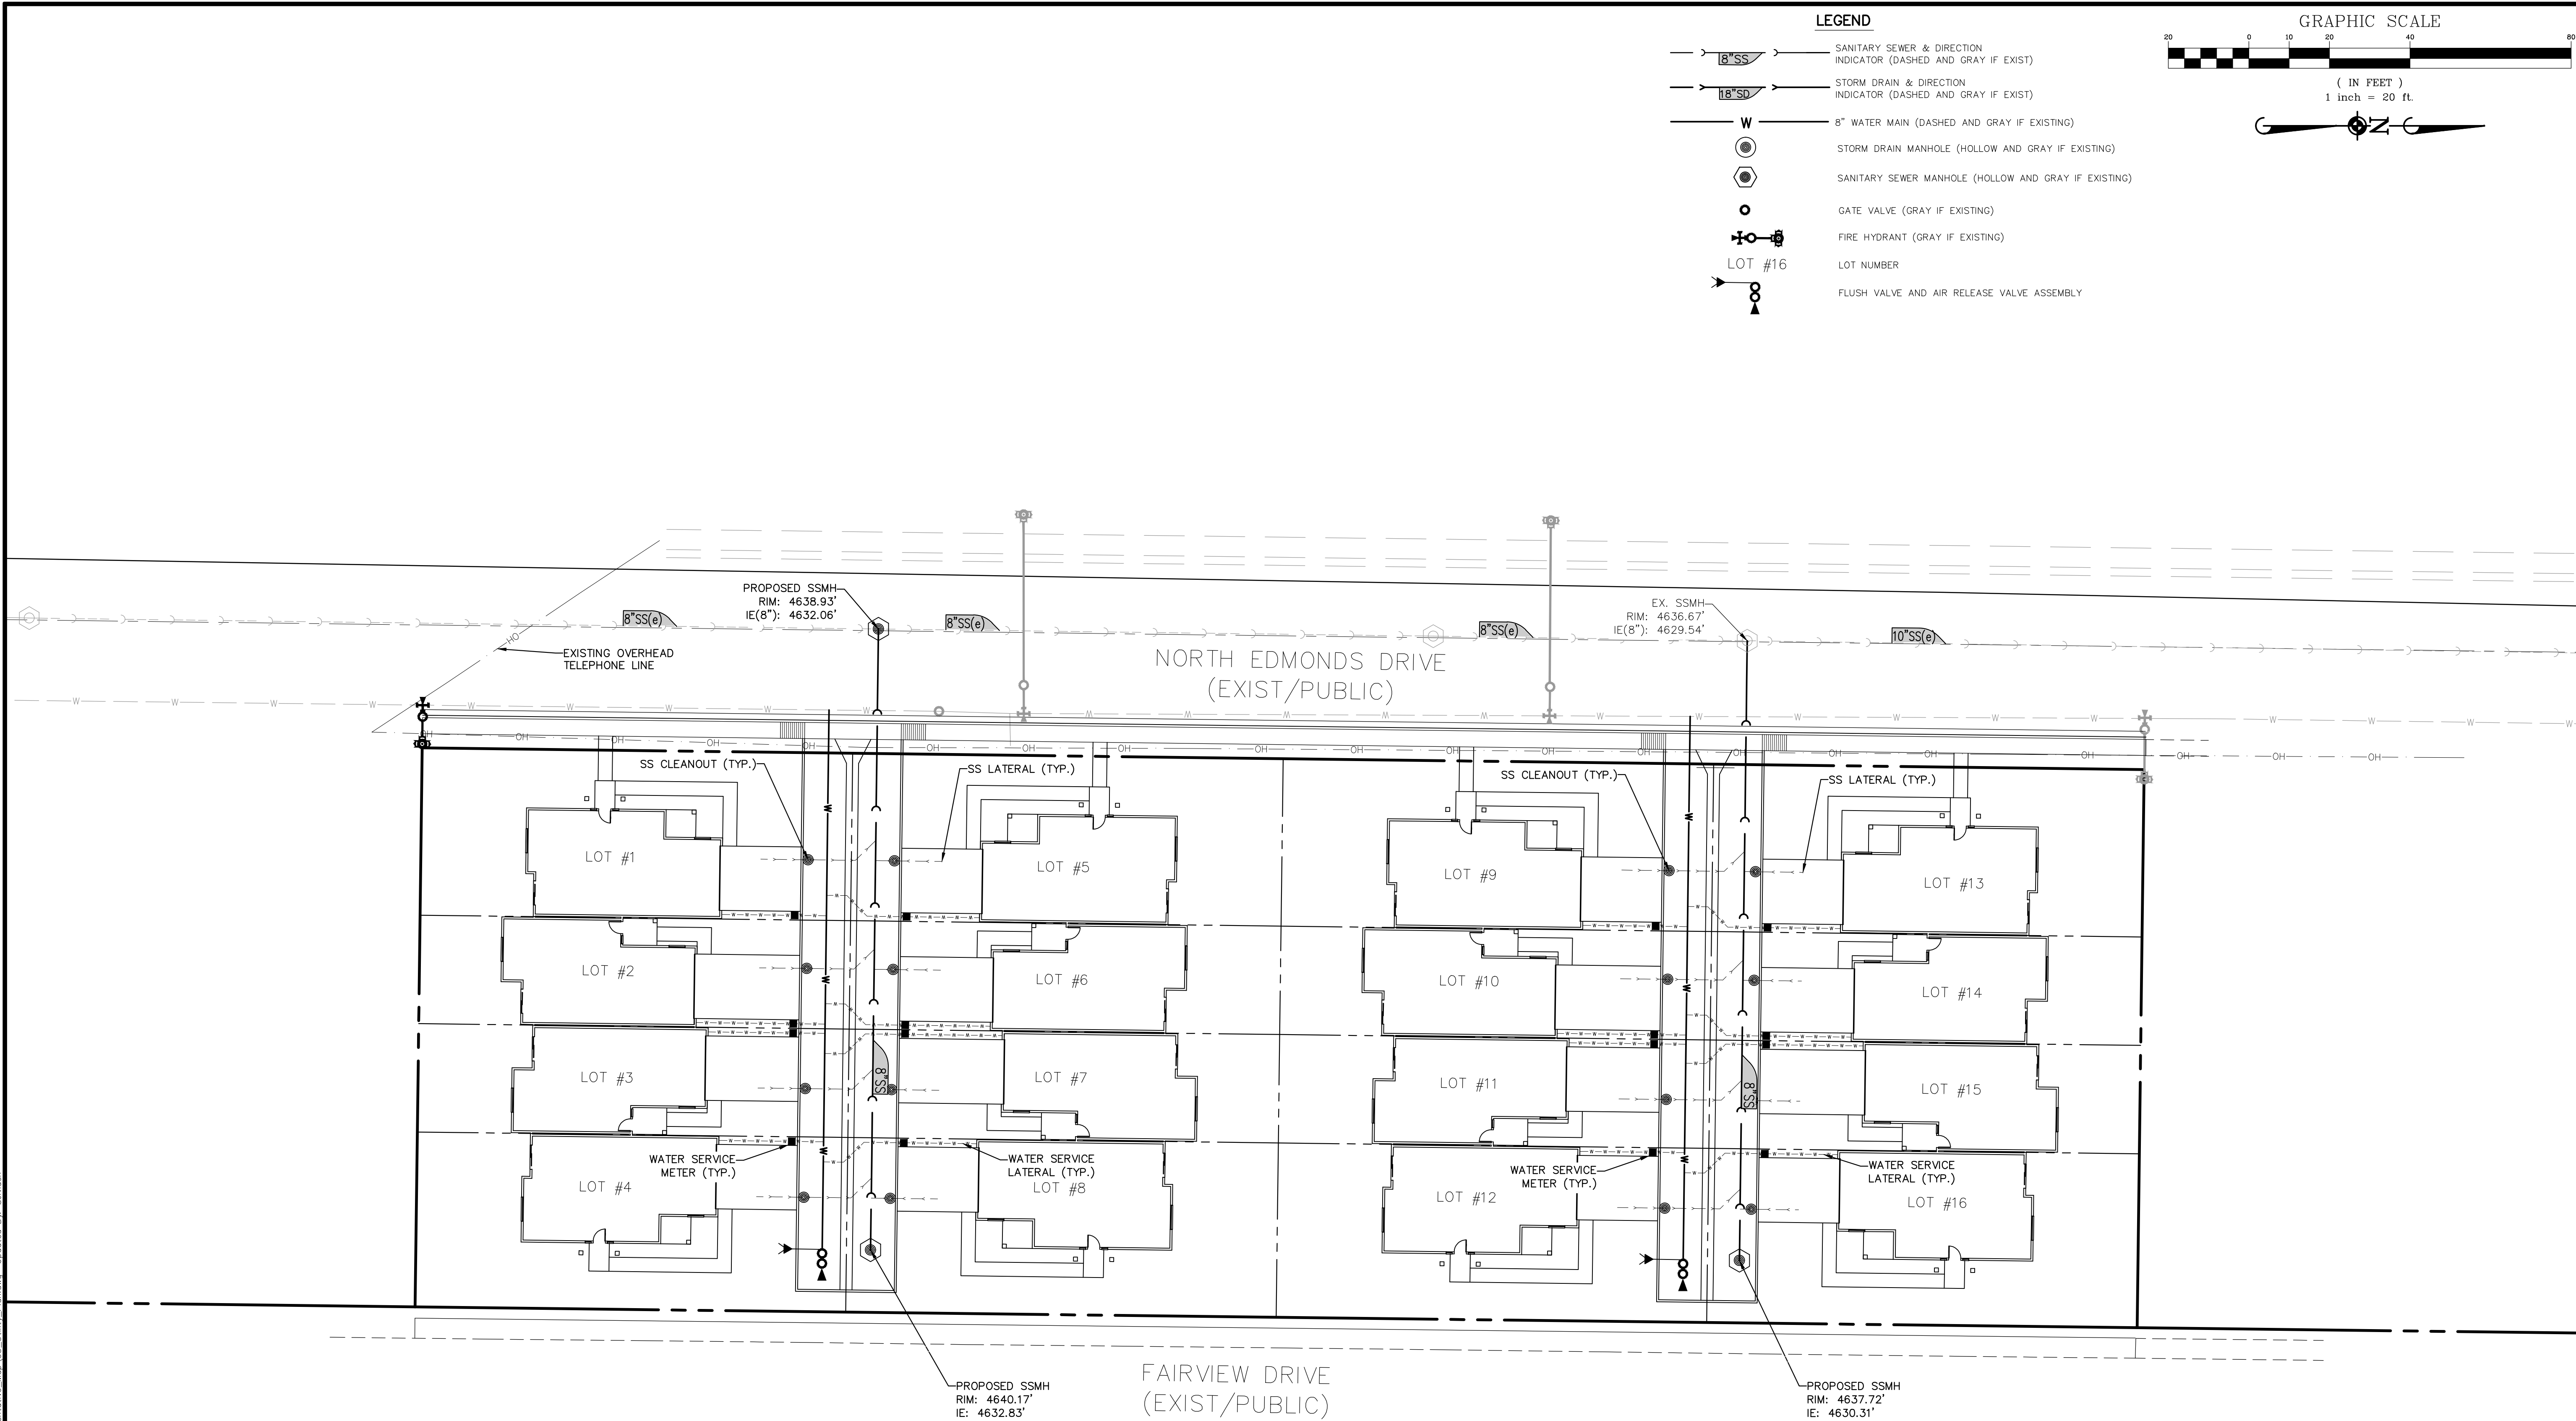 LEGEND
8"SS
SANITARY SEWER & DIRECTION
INDICATOR (DASHED AND GRAY IF EXIST)
18"SD
STORM DRAIN & DIRECTION
INDICATOR (DASHED AND GRAY IF EXIST)
W
8" WATER MAIN (DASHED AND GRAY IF EXISTING)
STORM DRAIN MANHOLE (HOLLOW AND GRAY IF EXISTING)
SANITARY SEWER MANHOLE (HOLLOW AND GRAY IF EXISTING)
GATE VALVE (GRAY IF EXISTING)
FIRE HYDRANT (GRAY IF EXISTING)
LOT #16
LOT NUMBER
FLUSH VALVE AND AIR RELEASE VALVE ASSEMBLY
GRAPHIC SCALE
20 0 10 20 40 80
( IN FEET )
1 inch = 20 ft.
N
PROPOSED SSMH
RIM: 4638.93'
IE(8"): 4632.06'
8"SS(e)
8"SS(e)
8"SS(e)
EX. SSMH
RIM: 4636.67'
IE(8"): 4629.54'
10"SS(e)
OH
EXISTING OVERHEAD
TELEPHONE LINE
NORTH EDMONDS DRIVE
(EXIST/PUBLIC)
SS CLEANOUT (TYP.)
SS LATERAL (TYP.)
SS CLEANOUT (TYP.)
SS LATERAL (TYP.)
LOT #1
LOT #5
LOT #9
LOT #13
LOT #2
LOT #6
LOT #10
LOT #14
LOT #3
8"SS
LOT #7
LOT #11
8"SS
LOT #15
WATER SERVICE
METER (TYP.)
WATER SERVICE
LATERAL (TYP.)
WATER SERVICE
METER (TYP.)
WATER SERVICE
LATERAL (TYP.)
LOT #4
LOT #8
LOT #12
LOT #16
PROPOSED SSMH
RIM: 4640.17'
IE: 4632.83'
FAIRVIEW DRIVE
(EXIST/PUBLIC)
PROPOSED SSMH
RIM: 4637.72'
IE: 4630.31'